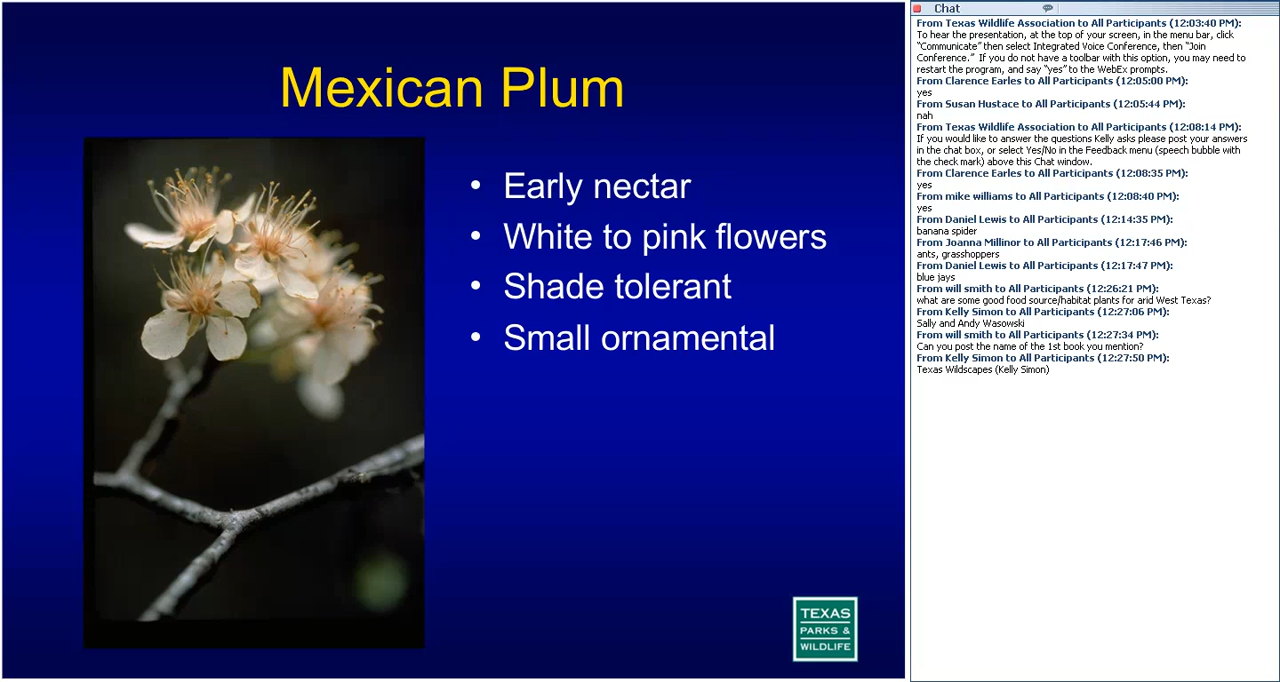 Mexican Plum
• Early nectar
• White to pink flowers
• Shade tolerant
• Small ornamental
TEXAS
PARKS &
WILDLIFE
Chat
From Texas Wildlife Association to All Participants (12:03:40 PM):
To hear the presentation, at the top of your screen, in the menu bar, click
"Communicate" then select Integrated Voice Conference, then "Join
Conference." If you do not have a toolbar with this option, you may need to
restart the program, and say "yes" to the WebEx prompts.
From Clarence Earles to All Participants (12:05:00 PM):
yes
From Susan Hustace to All Participants (12:05:44 PM):
nah
From Texas Wildlife Association to All Participants (12:08:14 PM):
If you would like to answer the questions Kelly asks please post your answers
in the chat box, or select Yes/No in the Feedback menu (speech bubble with
the check mark) above this Chat window.
From Clarence Earles to All Participants (12:08:35 PM):
yes
From mike williams to All Participants (12:08:40 PM):
yes
From Daniel Lewis to All Participants (12:14:35 PM):
banana spider
From Joanna Millinor to All Participants (12:17:46 PM):
ants, grasshoppers
From Daniel Lewis to All Participants (12:17:47 PM):
blue jays
From will smith to All Participants (12:26:21 PM):
what are some good food source/habitat plants for arid West Texas?
From Kelly Simon to All Participants (12:27:06 PM):
Sally and Andy Wasowski
From will smith to All Participants (12:27:34 PM):
Can you post the name of the 1st book you mention?
From Kelly Simon to All Participants (12:27:50 PM):
Texas Wildscapes (Kelly Simon)